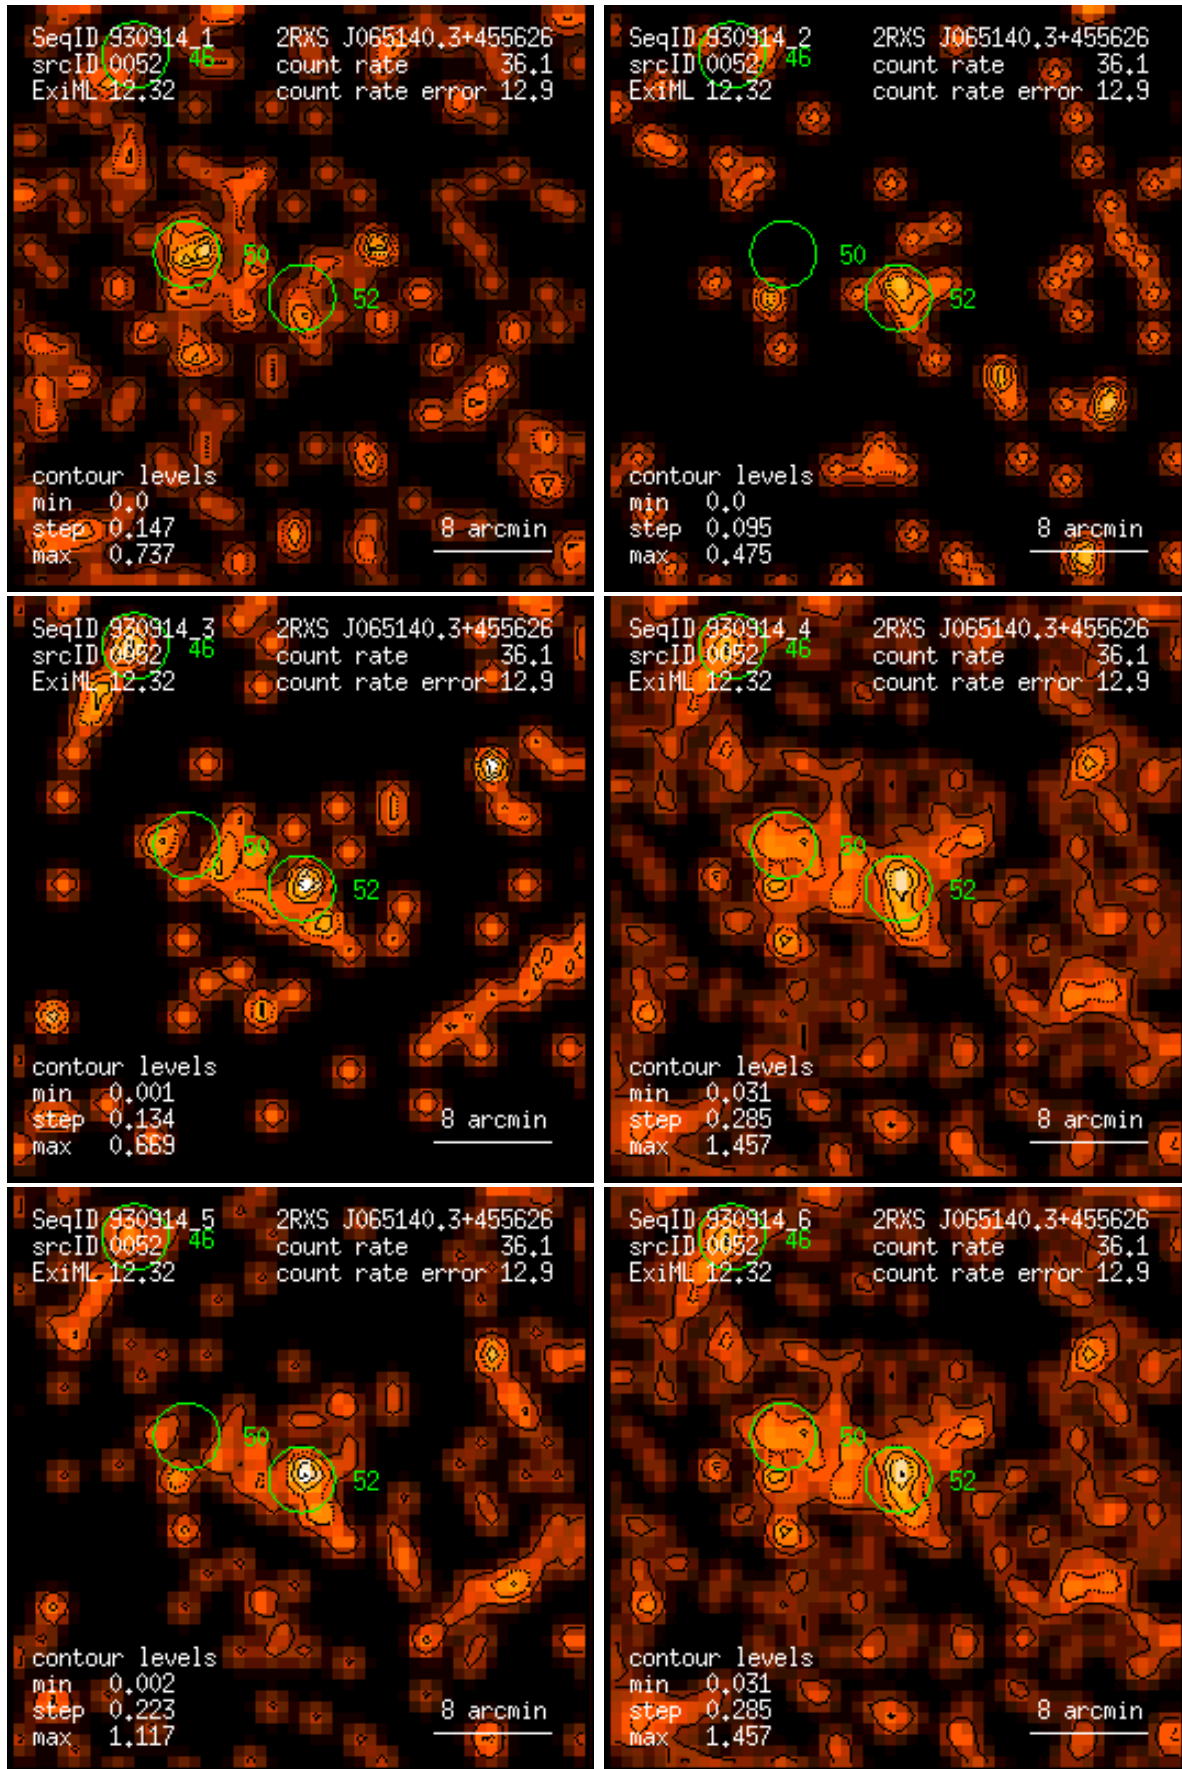 SeqID 930914_1 2RXS J065140.3+455626
srcID 0052 46 count rate 36.1
ExiML 12.32 count rate error 12.9
50
52
contour levels
min 0.0
step 0.147 8 arcmin
max 0.737
SeqID 930914_2 2RXS J065140.3+455626
srcID 0052 46 count rate 36.1
ExiML 12.32 count rate error 12.9
50
52
contour levels
min 0.0
step 0.095 8 arcmin
max 0.475
SeqID 930914_3 2RXS J065140.3+455626
srcID 0052 46 count rate 36.1
ExiML 12.32 count rate error 12.9
50
52
contour levels
min 0.001
step 0.134 8 arcmin
max 0.669
SeqID 930914_4 2RXS J065140.3+455626
srcID 0052 46 count rate 36.1
ExiML 12.32 count rate error 12.9
50
52
contour levels
min 0.031
step 0.285 8 arcmin
max 1.457
SeqID 930914_5 2RXS J065140.3+455626
srcID 0052 46 count rate 36.1
ExiML 12.32 count rate error 12.9
50
52
contour levels
min 0.002
step 0.223 8 arcmin
max 1.117
SeqID 930914_6 2RXS J065140.3+455626
srcID 0052 46 count rate 36.1
ExiML 12.32 count rate error 12.9
50
52
contour levels
min 0.031
step 0.285 8 arcmin
max 1.457